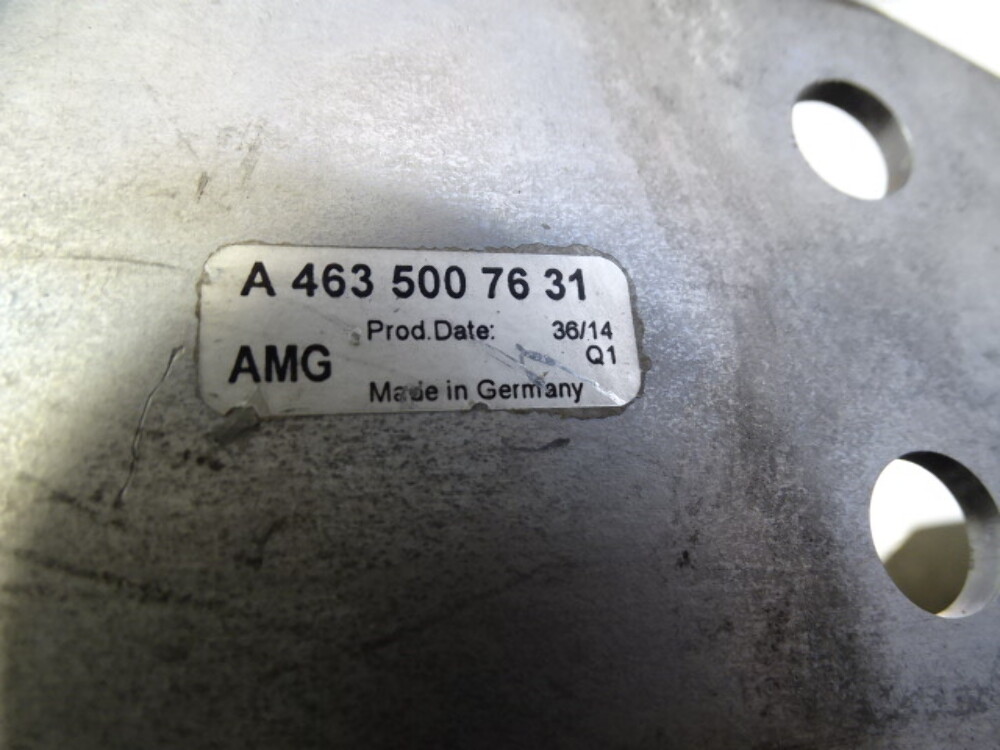 A 463 500 76 31
Prod.Date: 36/14
Q1
AMG
Made in Germany